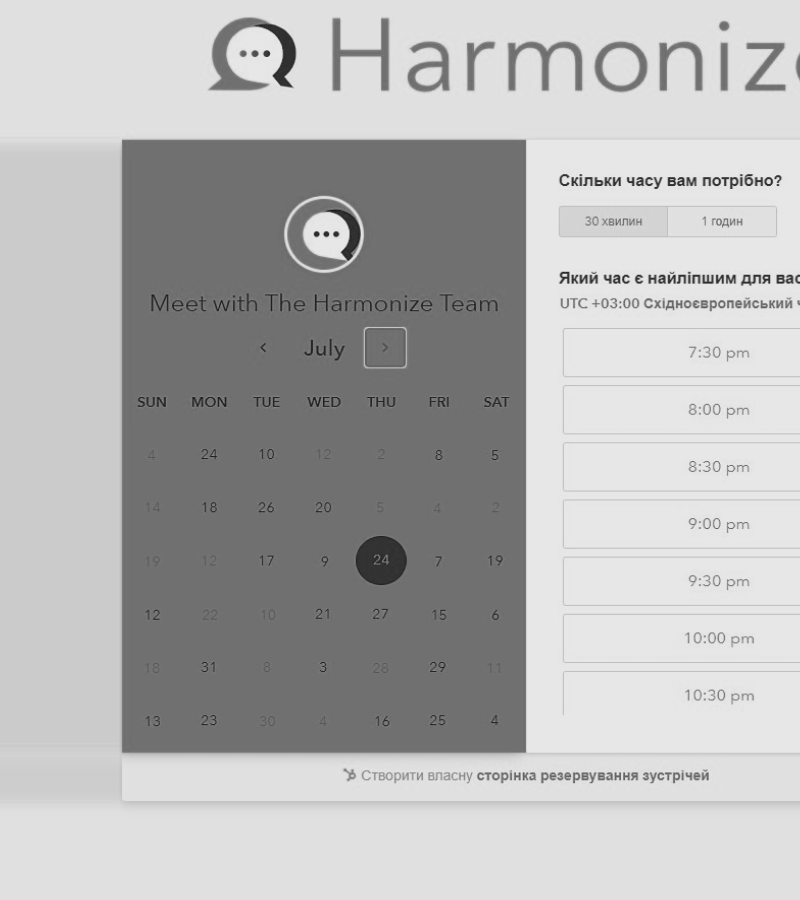 Harmoniz
Meet with The Harmonize Team
July
SUN MON TUE WED THU FRI SAT
4 24 10 12 2 8 5
14 18 26 20 5 4 2
19 12 17 9 24 7 19
12 22 10 21 27 15 6
18 31 8 3 28 29 11
13 23 30 4 16 25 4
Скільки часу вам потрібно?
30 хвилин 1 годин
Який час є найліпшим для вас
UTC +03:00 Східноєвропейський ч
7:30 pm
8:00 pm
8:30 pm
9:00 pm
9:30 pm
10:00 pm
10:30 pm
Створити власну сторінка резервування зустрічей